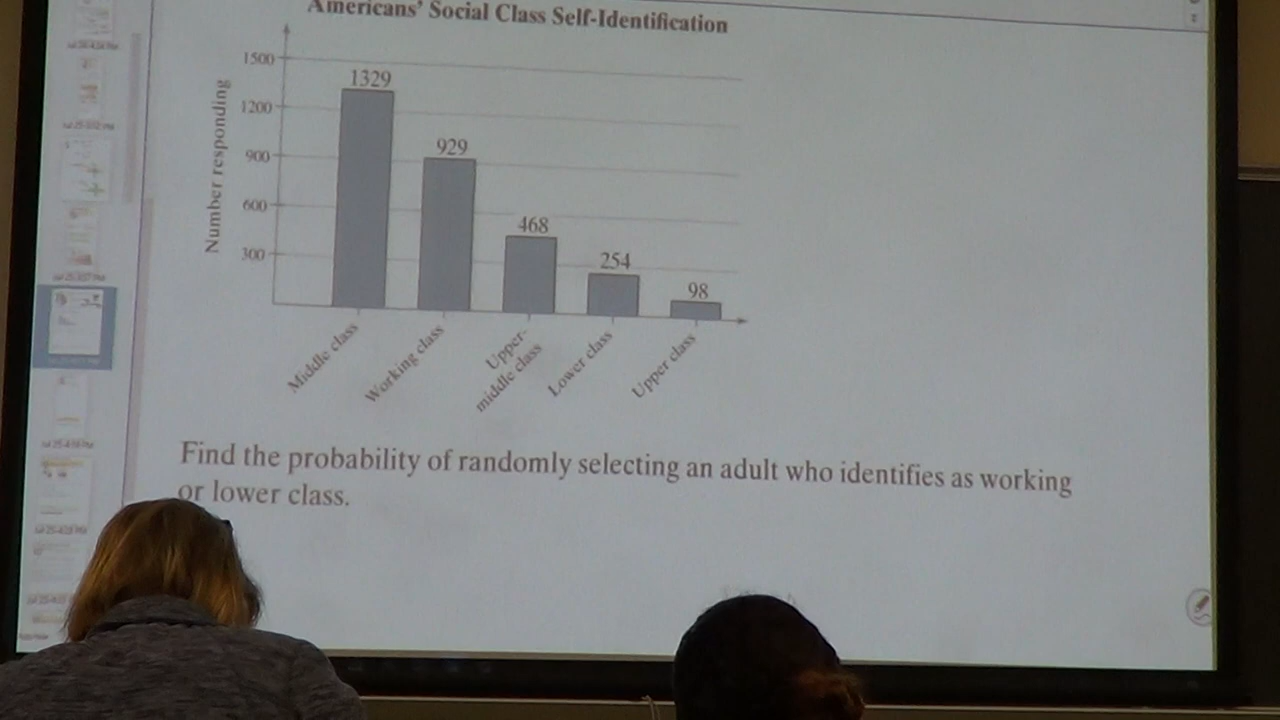 Americans' Social Class Self-Identification
Number responding
1500
1200
900
600
300
1329
929
468
254
98
Middle class
Working class
Upper-
middle class
Lower class
Upper class
Find the probability of randomly selecting an adult who identifies as working
or lower class.